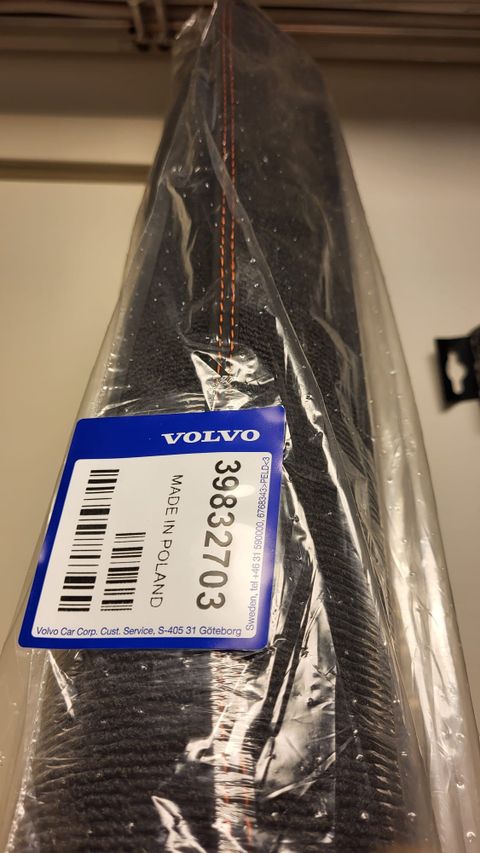 VOLVO
39832703
MADE IN POLAND
Volvo Car Corp. Cust. Service, S-405 31 Göteborg
Sweden, tel +46 31 590000, 6768343>PELD<3